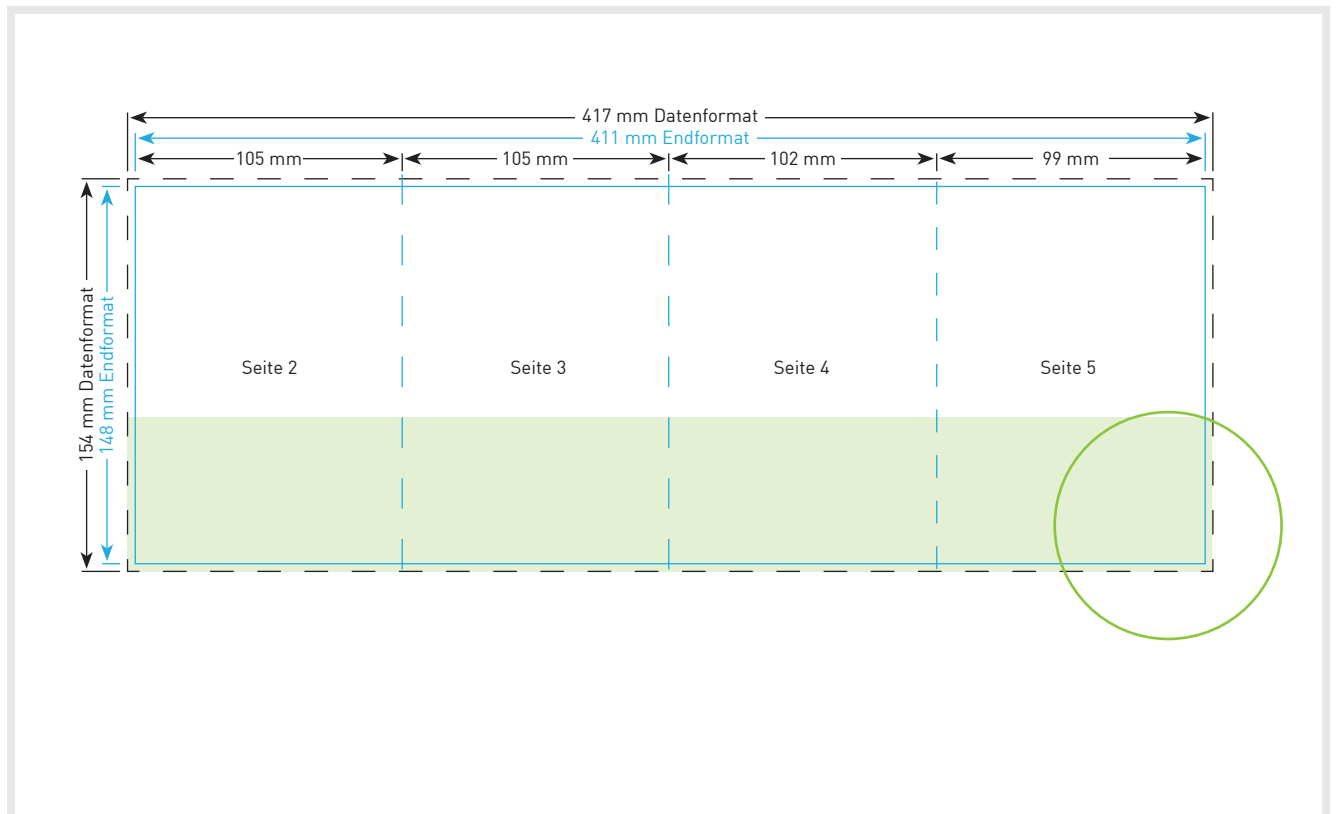 417 mm Datenformat
411 mm Endformat
105 mm
105 mm
102 mm
99 mm
154 mm Datenformat
148 mm Endformat
Seite 2
Seite 3
Seite 4
Seite 5